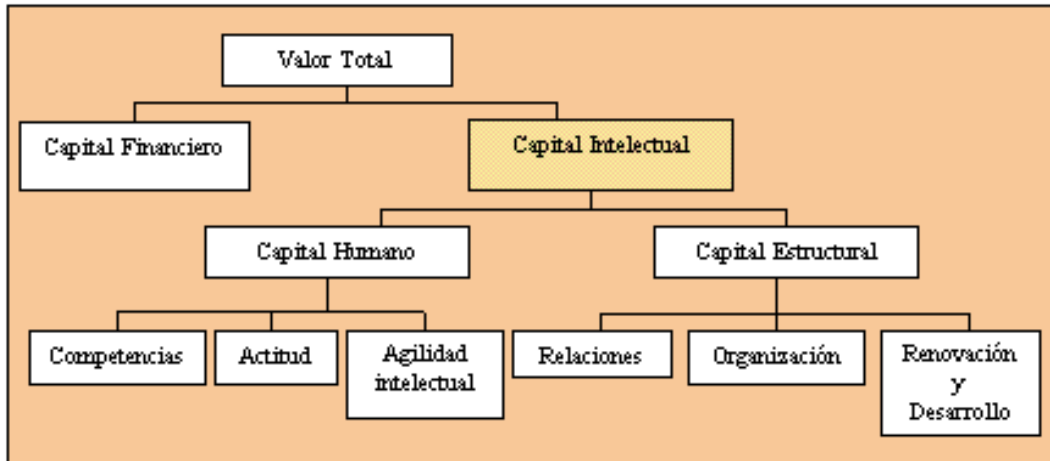 Valor Total
Capital Financiero
Capital Intelectual
Capital Humano
Capital Estructural
Competencias
Actitud
Agilidad
intelectual
Relaciones
Organización
Renovación
y
Desarrollo